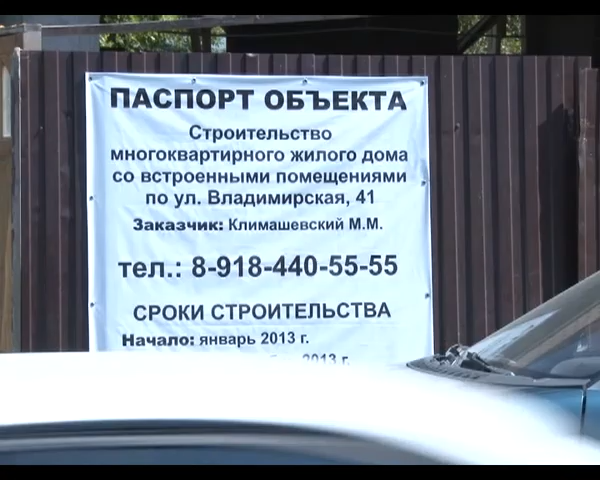 ПАСПОРТ ОБЪЕКТА
Строительство
многоквартирного жилого дома
со встроенными помещениями
по ул. Владимирская, 41
Заказчик: Климашевский М.М.
тел.: 8-918-440-55-55
СРОКИ СТРОИТЕЛЬСТВА
Начало: январь 2013 г.
2013 г.